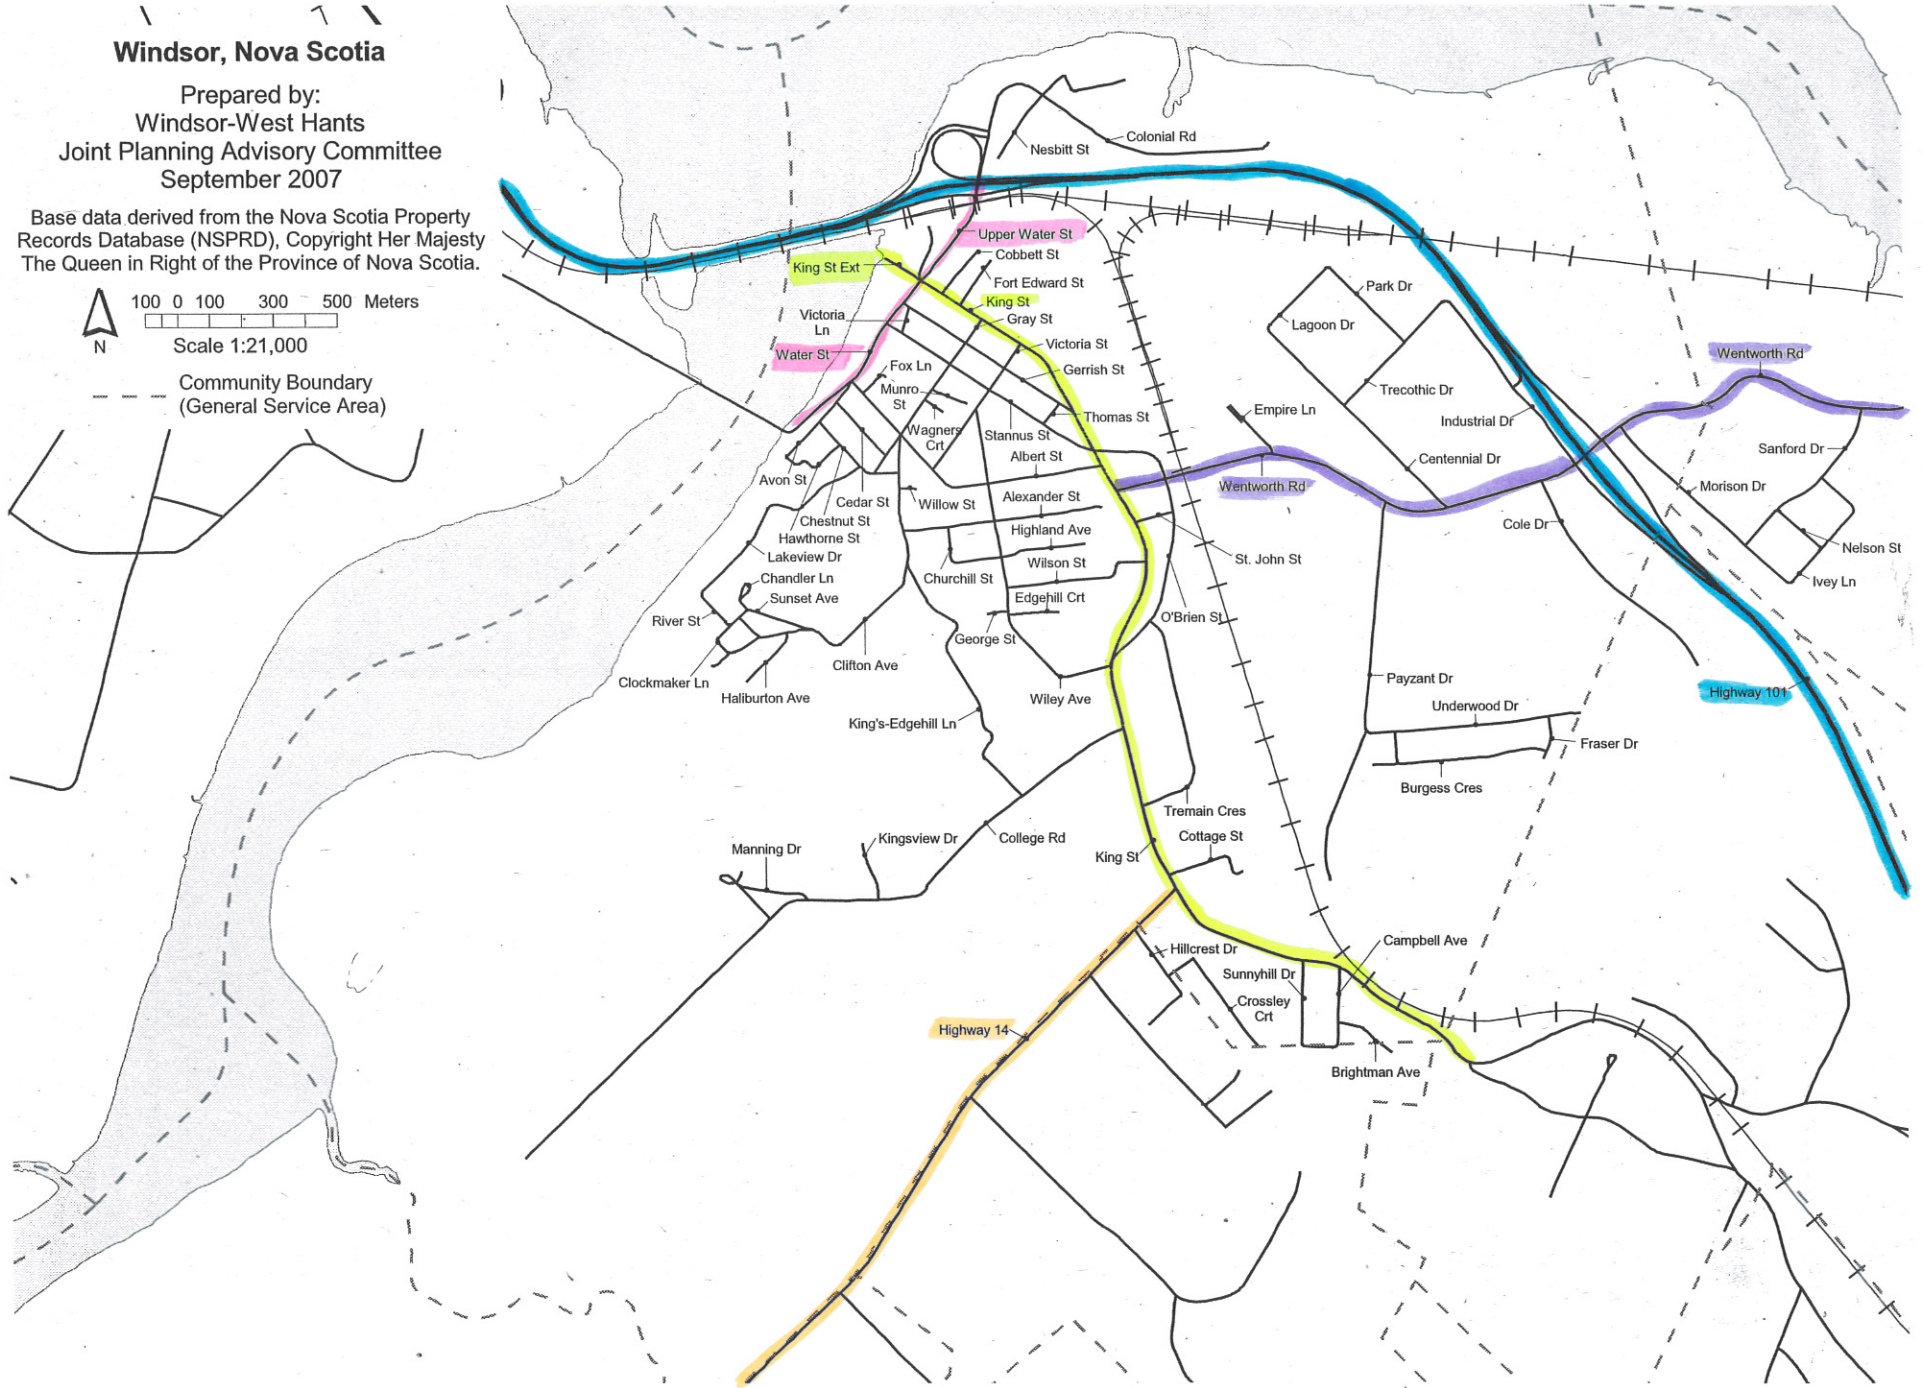 Windsor, Nova Scotia
Prepared by:
Windsor-West Hants
Joint Planning Advisory Committee
September 2007
Base data derived from the Nova Scotia Property
Records Database (NSPRD), Copyright Her Majesty
The Queen in Right of the Province of Nova Scotia.
100 0 100 300 500 Meters
N
Scale 1:21,000
Community Boundary
(General Service Area)
Colonial Rd
Nesbitt St
Upper Water St
Cobbett St
King St Ext
Fort Edward St
King St
Gray St
Victoria
Ln
Victoria St
Water St
Gerrish St
Fox Ln
Munro
St
Thomas St
Wagners
Crt
Stannus St
Albert St
Avon St
Cedar St
Willow St
Alexander St
Chestnut St
Hawthorne St
Highland Ave
Lakeview Dr
Wilson St
Churchill St
Chandler Ln
Sunset Ave
Edgehill Crt
River St
George St
Clifton Ave
Clockmaker Ln
Haliburton Ave
Wiley Ave
King's-Edgehill Ln
O'Brien St
St. John St
Park Dr
Lagoon Dr
Trecothic Dr
Wentworth Rd
Empire Ln
Industrial Dr
Centennial Dr
Sanford Dr
Wentworth Rd
Morison Dr
Cole Dr
Nelson St
Ivey Ln
Payzant Dr
Highway 101
Underwood Dr
Fraser Dr
Burgess Cres
Tremain Cres
Cottage St
College Rd
Kingsview Dr
Manning Dr
King St
Hillcrest Dr
Campbell Ave
Sunnyhill Dr
Crossley
Crt
Highway 14
Brightman Ave